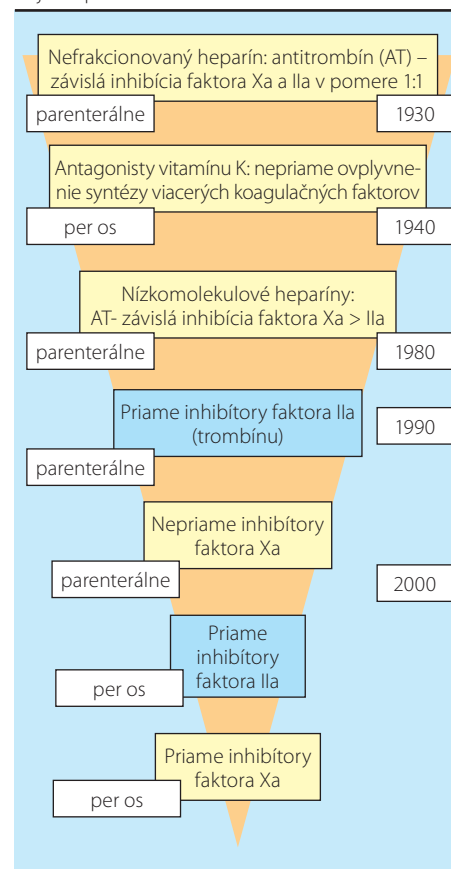 Nefrakcionovaný heparín: antitrombín (AT) –
závislá inhibícia faktora Xa a IIa v pomere 1:1
parenterálne
1930
Antagonisty vitamínu K: nepriame ovplyvne-
nie syntézy viacerých koagulačných faktorov
per os
1940
Nízkomolekulové heparíny:
AT- závislá inhibícia faktora Xa > IIa
parenterálne
1980
Priame inhibítory faktora IIa
(trombínu)
1990
parenterálne
Nepriame inhibítory
faktora Xa
parenterálne
2000
Priame
inhibítory
faktora IIa
per os
Priame inhibítory
faktora Xa
per os